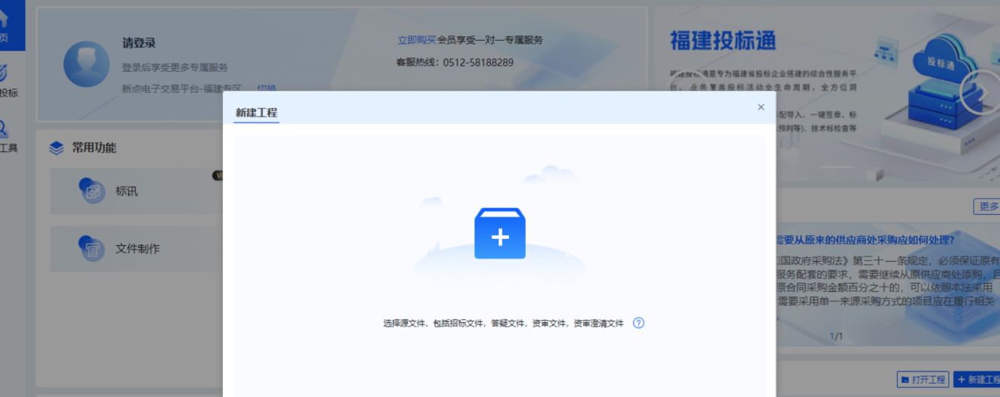 页
投标
工具
请登录
登录后享受更多专属服务
新点电子交易平台-福建专区 切换
立即购买会员享受一对一专属服务
客服热线：0512-58188289
福建投标通
福建投标通是专为福建省投标企业搭建的综合性服务平
台。业务覆盖投标活动全生命周期，全方位洞
配导入、一键签章、标
预判等)、技术标检查等
投标通
常用功能
标讯
文件制作
新建工程
选择源文件，包括招标文件，答疑文件，资审文件，资审澄清文件
?
更多
需要从原来的供应商处采购应如何处理？
国政府采购法》第三十一条规定，必须保证原有
服务配套的要求，需要继续从原供应商处添购，且
原合同采购金额百分之十的，可以依照本法采用
需要采用单一来源采购方式的项目应在履行相关
1/1
打开工程
新建工程